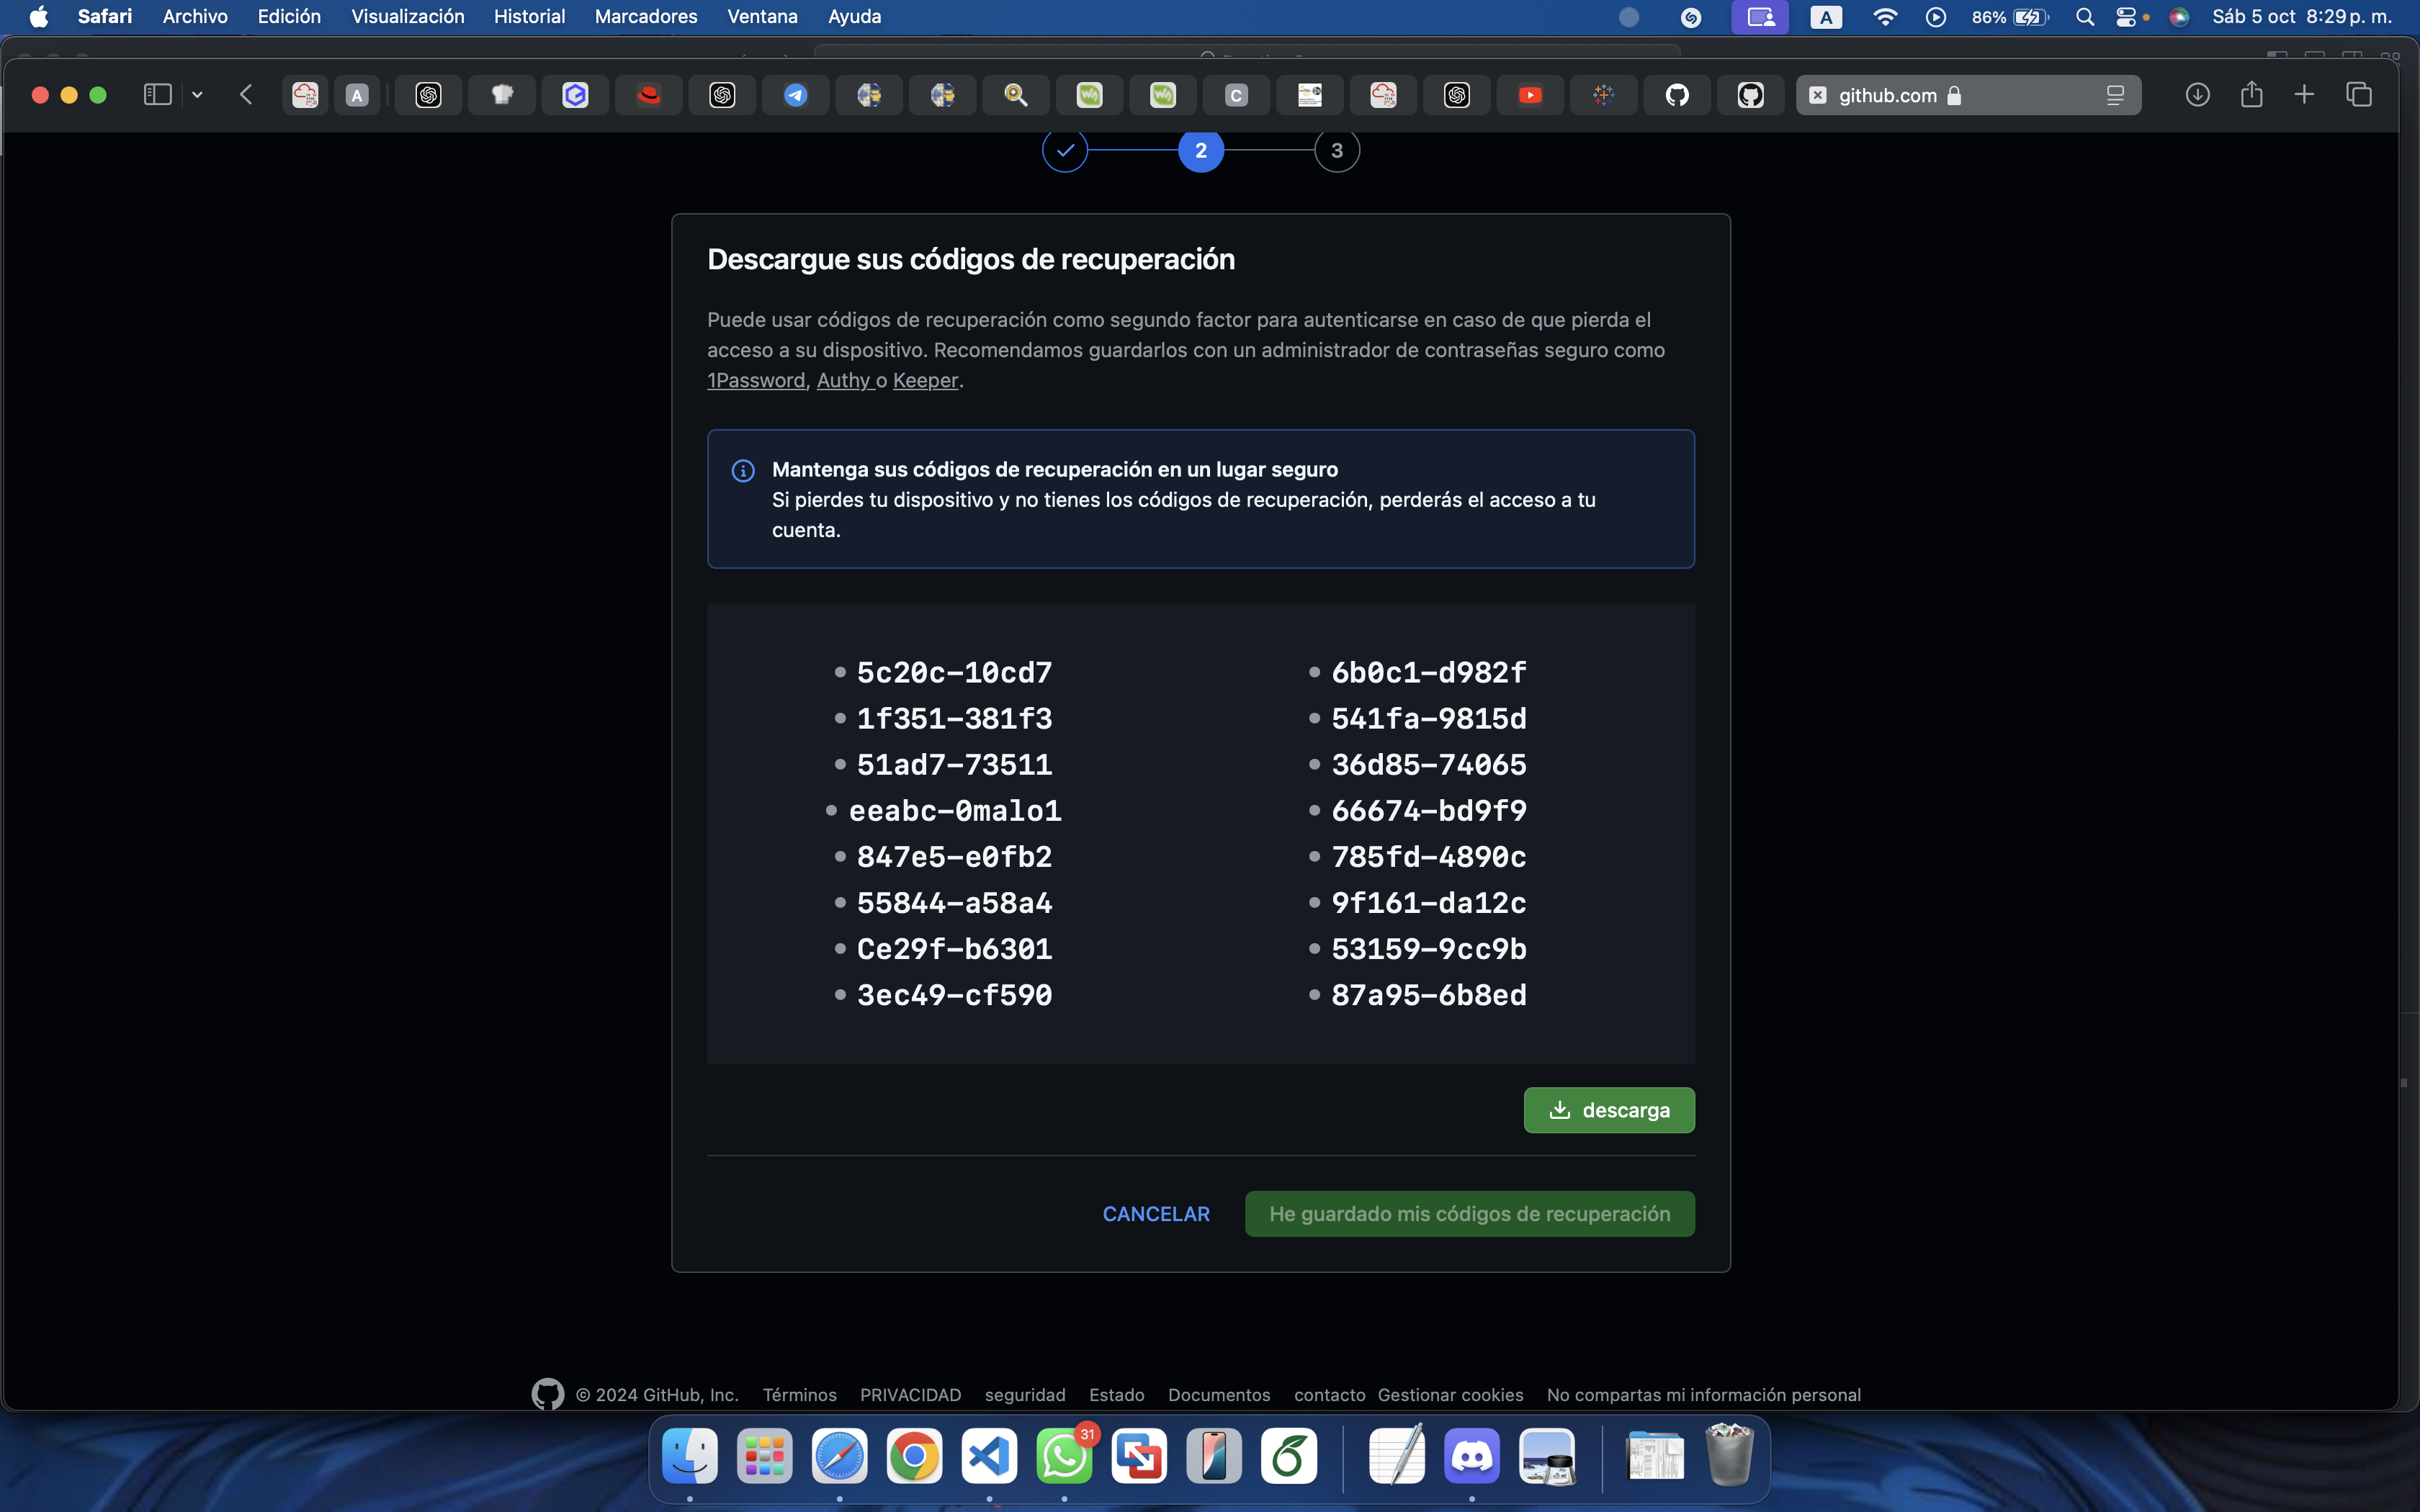 Safari Archivo Edición Visualización Historial Marcadores Ventana Ayuda
A 86% Sáb 5 oct 8:29 p. m.
A C github.com
2 3
Descargue sus códigos de recuperación
Puede usar códigos de recuperación como segundo factor para autenticarse en caso de que pierda el
acceso a su dispositivo. Recomendamos guardarlos con un administrador de contraseñas seguro como
1Password, Authy o Keeper.
Mantenga sus códigos de recuperación en un lugar seguro
Si pierdes tu dispositivo y no tienes los códigos de recuperación, perderás el acceso a tu
cuenta.
5c20c-10cd7 6b0c1-d982f
1f351-381f3 541fa-9815d
51ad7-73511 36d85-74065
eeabc-0malo1 66674-bd9f9
847e5-e0fb2 785fd-4890c
55844-a58a4 9f161-da12c
Ce29f-b6301 53159-9cc9b
3ec49-cf590 87a95-6b8ed
descarga
CANCELAR He guardado mis códigos de recuperación
© 2024 GitHub, Inc. Términos PRIVACIDAD seguridad Estado Documentos contacto Gestionar cookies No compartas mi información personal
31